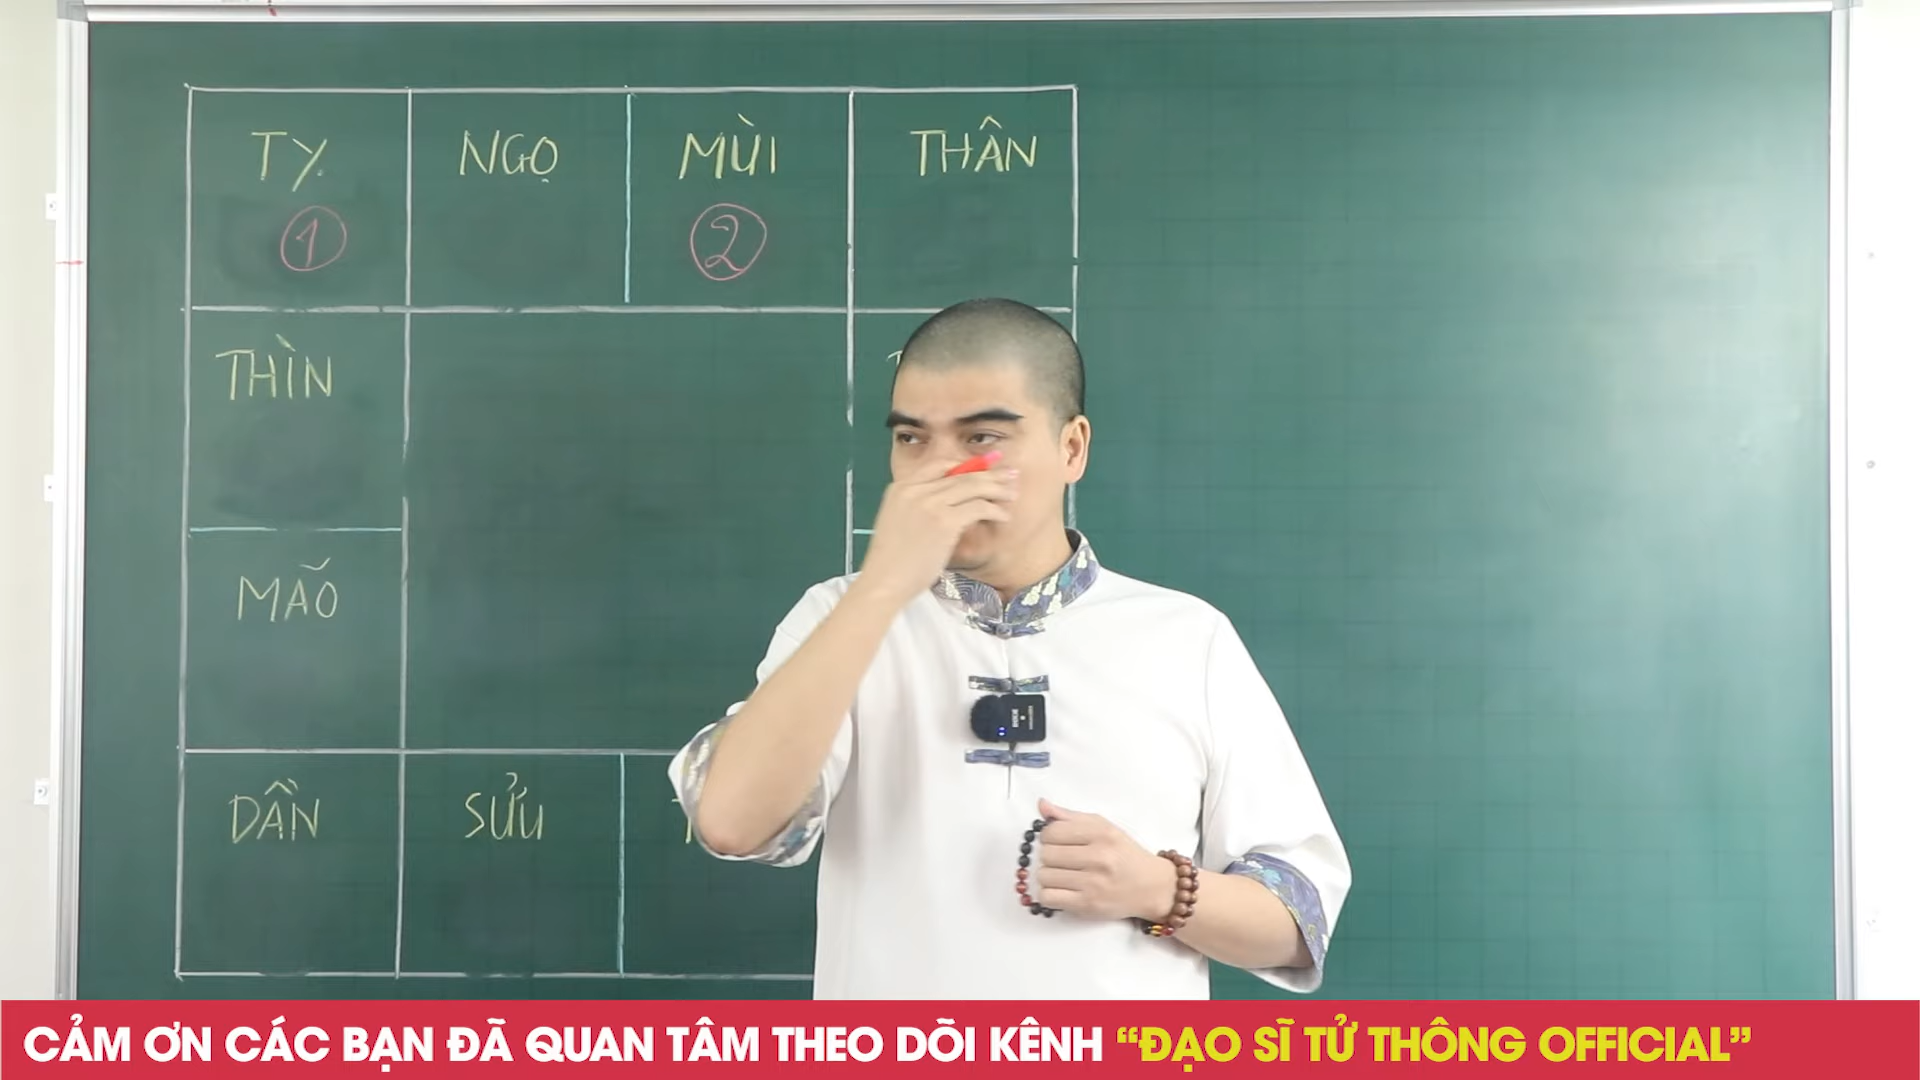 TỴ NGỌ MÙI THÂN
1 2
THÌN
MÃO
DẦN SỬU
CẢM ƠN CÁC BẠN ĐÃ QUAN TÂM THEO DÕI KÊNH “ĐẠO SĨ TỬ THÔNG OFFICIAL”